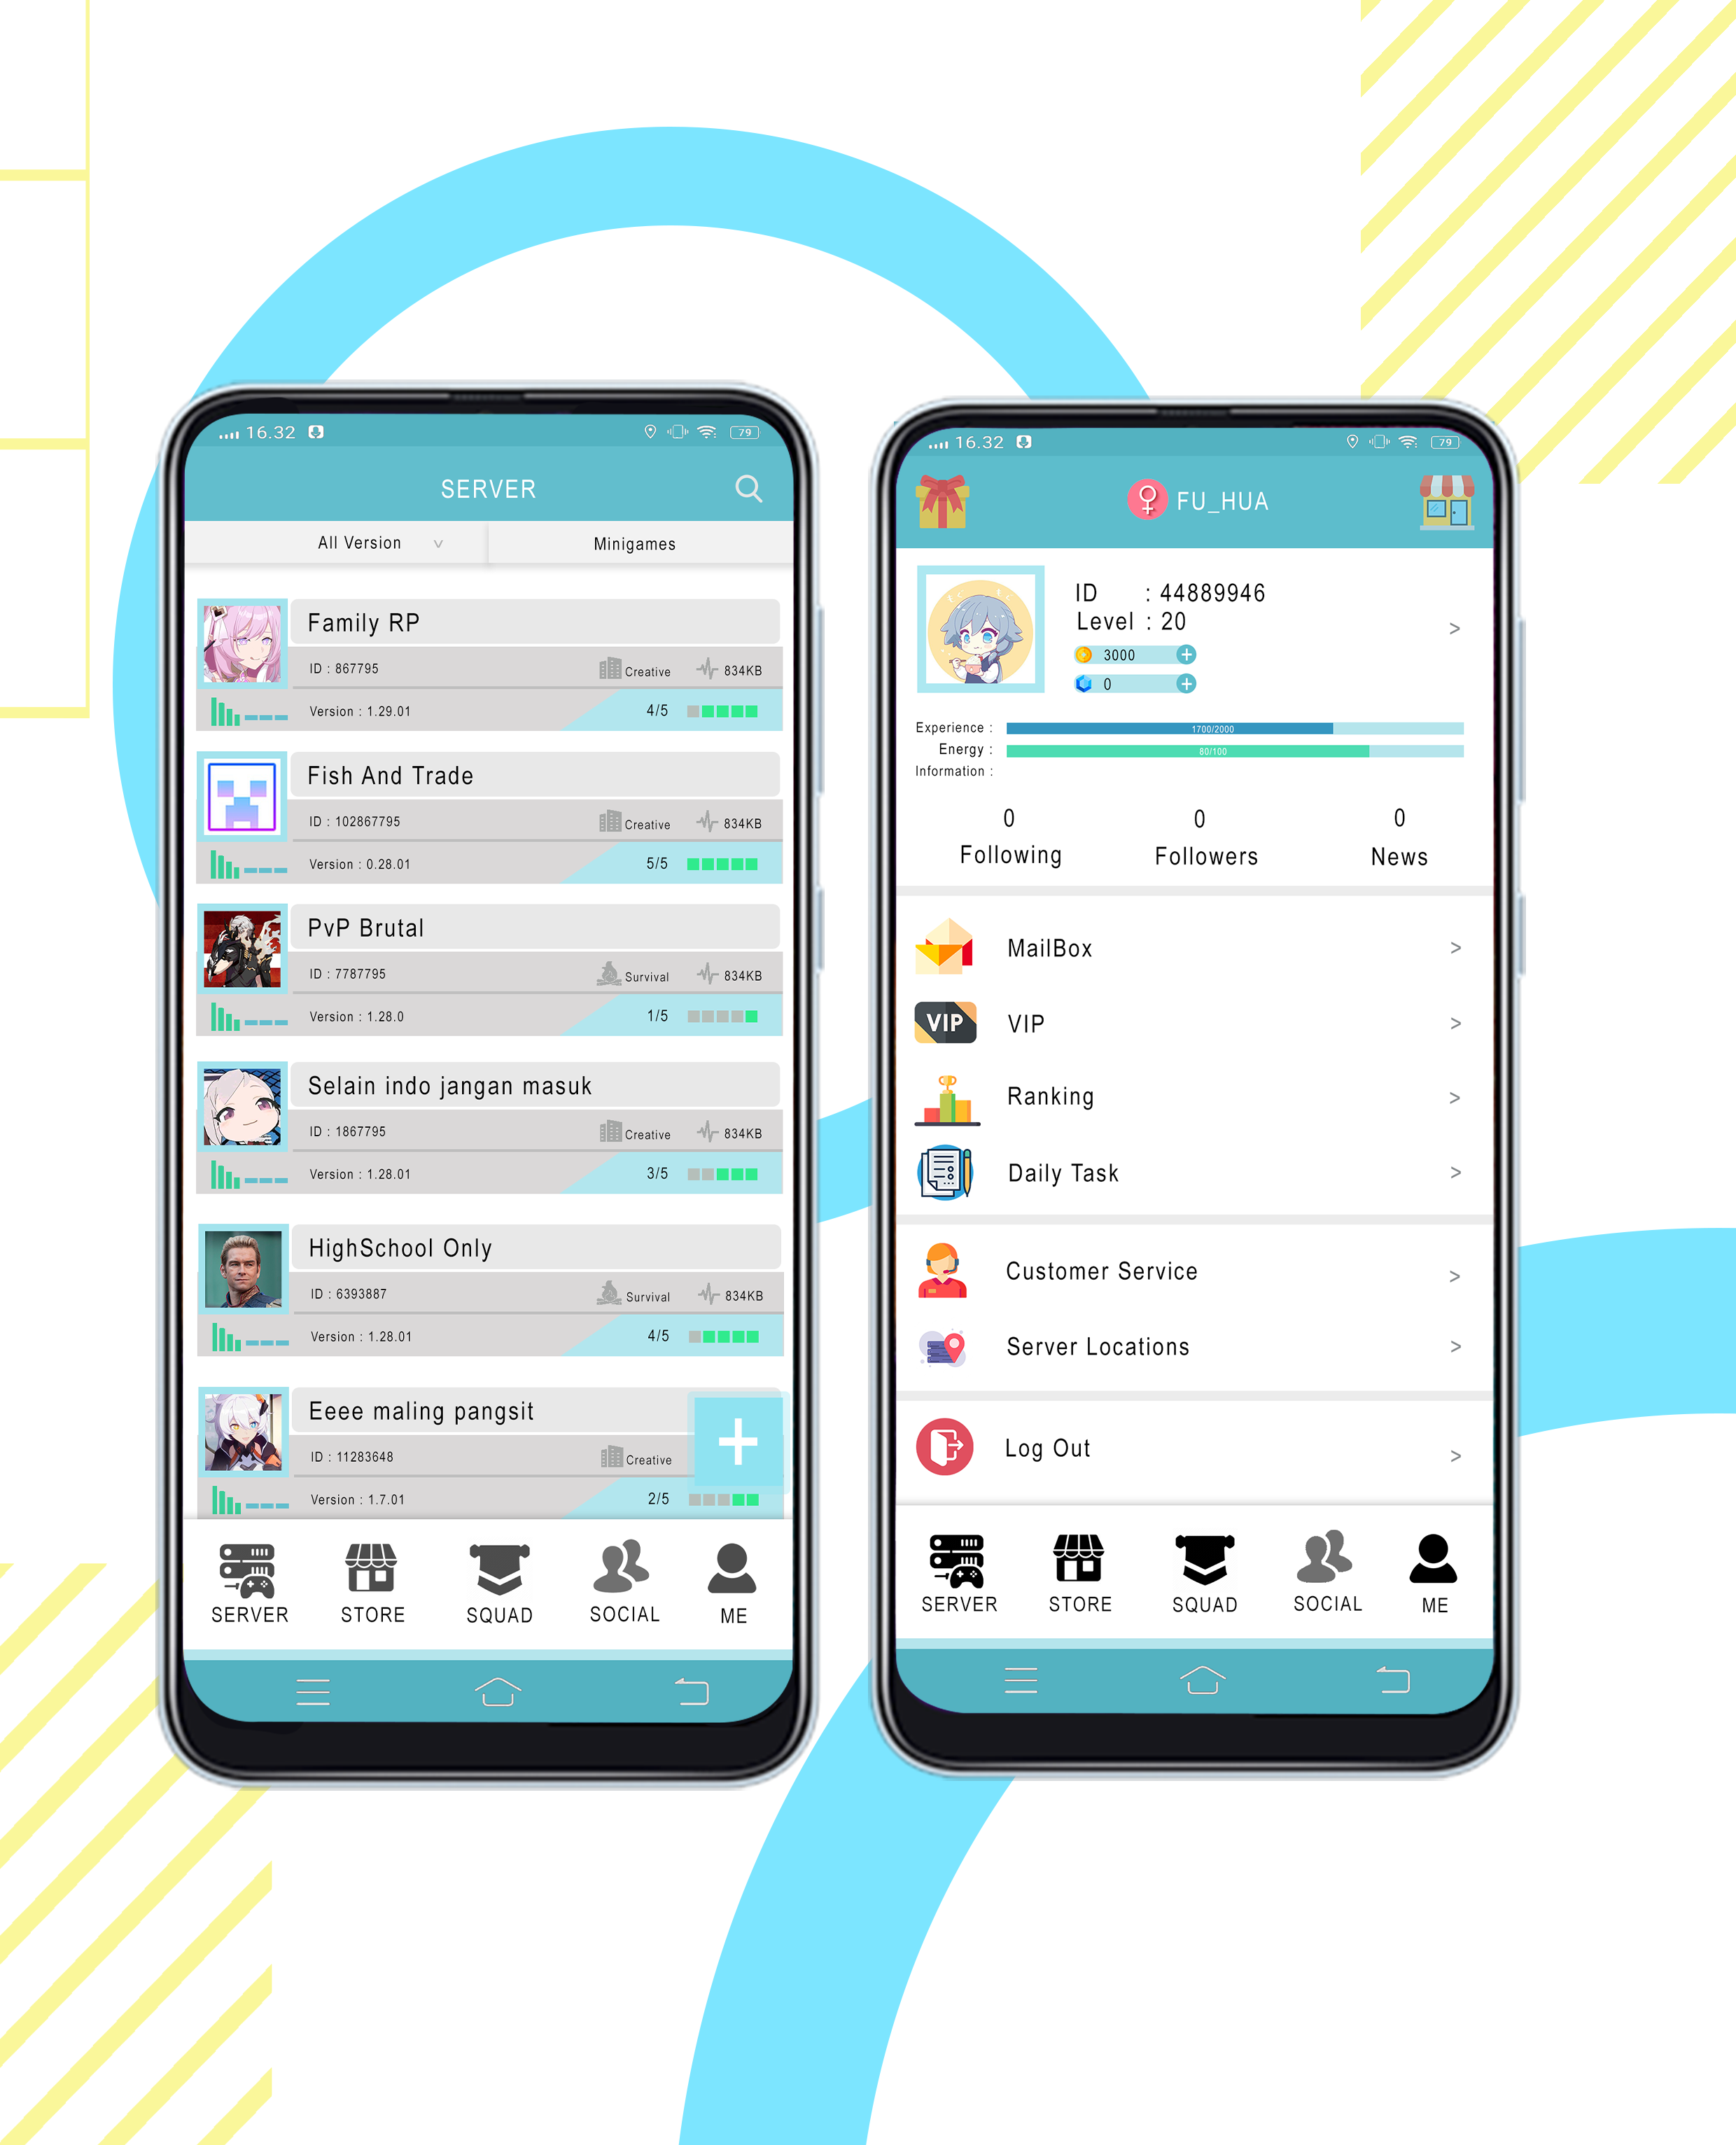 16.32
79
SERVER
All Version v
Minigames
Family RP
ID : 867795
Creative
834KB
Version : 1.29.01
4/5
Fish And Trade
ID : 102867795
Creative
834KB
Version : 0.28.01
5/5
PvP Brutal
ID : 7787795
Survival
834KB
Version : 1.28.0
1/5
Selain indo jangan masuk
ID : 1867795
Creative
834KB
Version : 1.28.01
3/5
HighSchool Only
ID : 6393887
Survival
834KB
Version : 1.28.01
4/5
Eeee maling pangsit
ID : 11283648
Creative
+
Version : 1.7.01
2/5
SERVER
STORE
SQUAD
SOCIAL
ME
16.32
79
FU_HUA
ID : 44889946
Level : 20
>
3000 +
0 +
Experience : 1700/2000
Energy : 80/100
Information :
0
0
0
Following
Followers
News
MailBox >
VIP VIP >
Ranking >
Daily Task >
Customer Service >
Server Locations >
Log Out >
SERVER
STORE
SQUAD
SOCIAL
ME